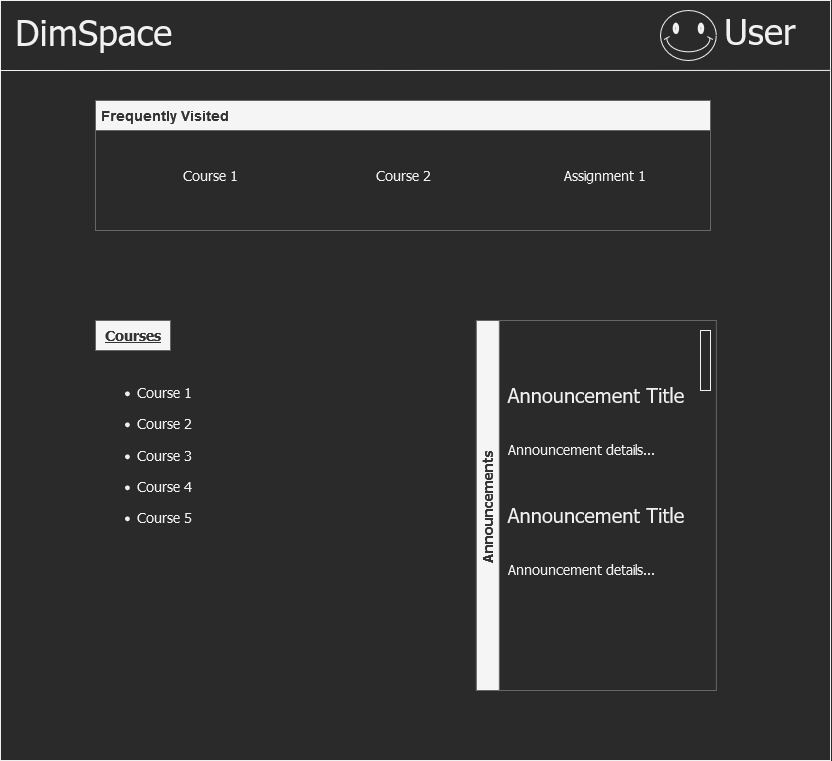 DimSpace
User
Frequently Visited
Course 1
Course 2
Assignment 1
Courses
• Course 1
• Course 2
• Course 3
• Course 4
• Course 5
Announcements
Announcement Title
Announcement details...
Announcement Title
Announcement details...